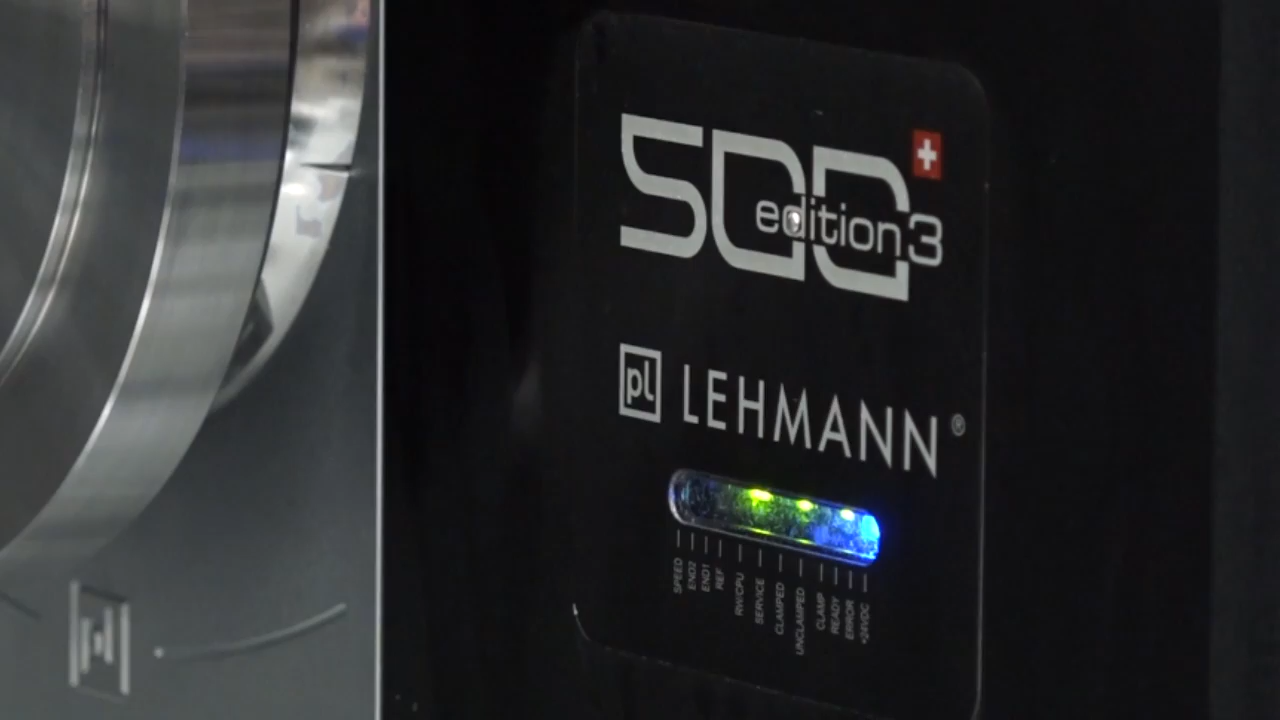 500
edition3
pl LEHMANN®
SPEED
END2
END1
REF
RW/CPU
SERVICE
CLAMPED
UNCLAMPED
CLAMP
READY
ERROR
+24VDC